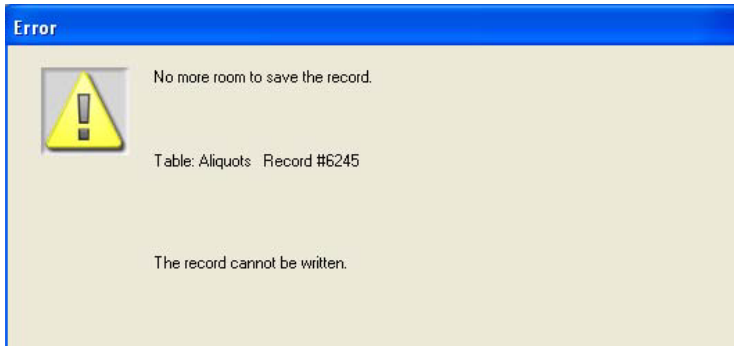 Error
No more room to save the record.
Table: Aliquots Record #6245
The record cannot be written.